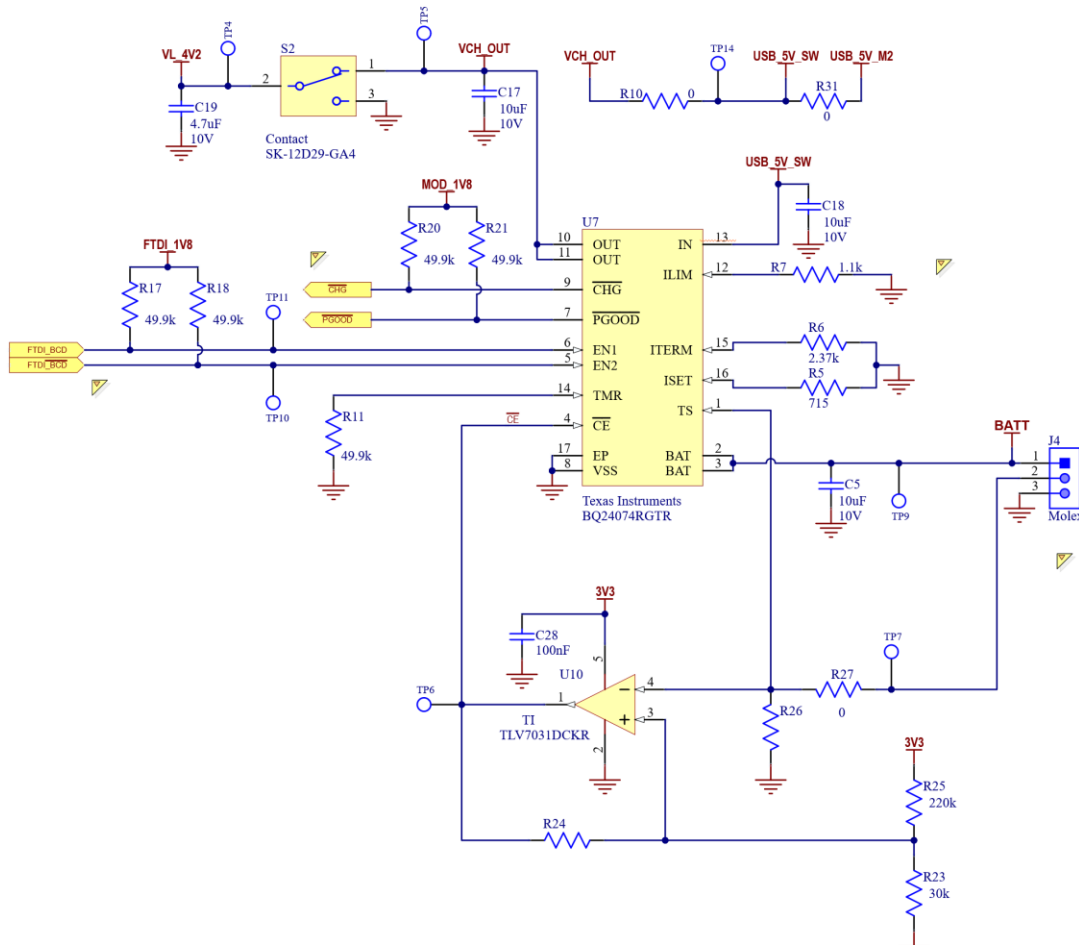 TP4
TP5
VL_4V2
S2
VCH_OUT
VCH_OUT
TP14
USB_5V_SW
USB_5V_M2
2
1
3
C19
4.7uF
10V
C17
10uF
10V
R10
0
R31
0
Contact
SK-12D29-GA4
USB_5V_SW
MOD_1V8
C18
10uF
10V
U7
R20
49.9k
R21
49.9k
FTDI_1V8
10
OUT
11
OUT
IN
13
R17
49.9k
R18
49.9k
TP11
CHG
9
CHG
ILIM
12
R7
1.1k
PGOOD
7
PGOOD
FTDI_BCD
6
EN1
ITERM
15
R6
2.37k
FTDI_BCD
5
EN2
ISET
16
R5
715
TP10
14
TMR
TS
1
R11
49.9k
CE
4
CE
BATT
J4
17
EP
BAT
2
8
VSS
BAT
3
1
2
3
C5
10uF
10V
TP9
Molex
Texas Instruments
BQ24074RGTR
3V3
C28
100nF
5
U10
TP7
TP6
1
4
3
2
R27
0
R26
TI
TLV7031DCKR
3V3
R25
220k
R24
R23
30k